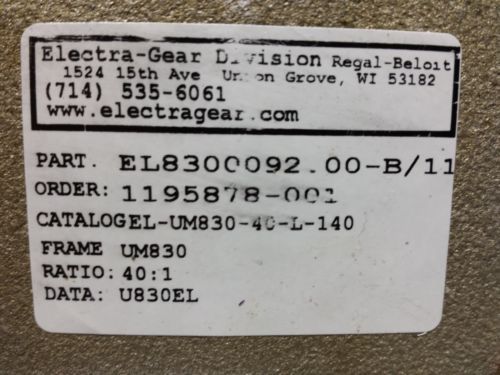 Electra-Gear Division Regal-Beloit
1524 15th Ave Union Grove, WI 53182
(714) 535-6061
www.electragear.com
PART. EL8300092.00-B/11
ORDER: 1195878-001
CATALOGEL-UM830-40-L-140
FRAME UM830
RATIO: 40:1
DATA: U830EL